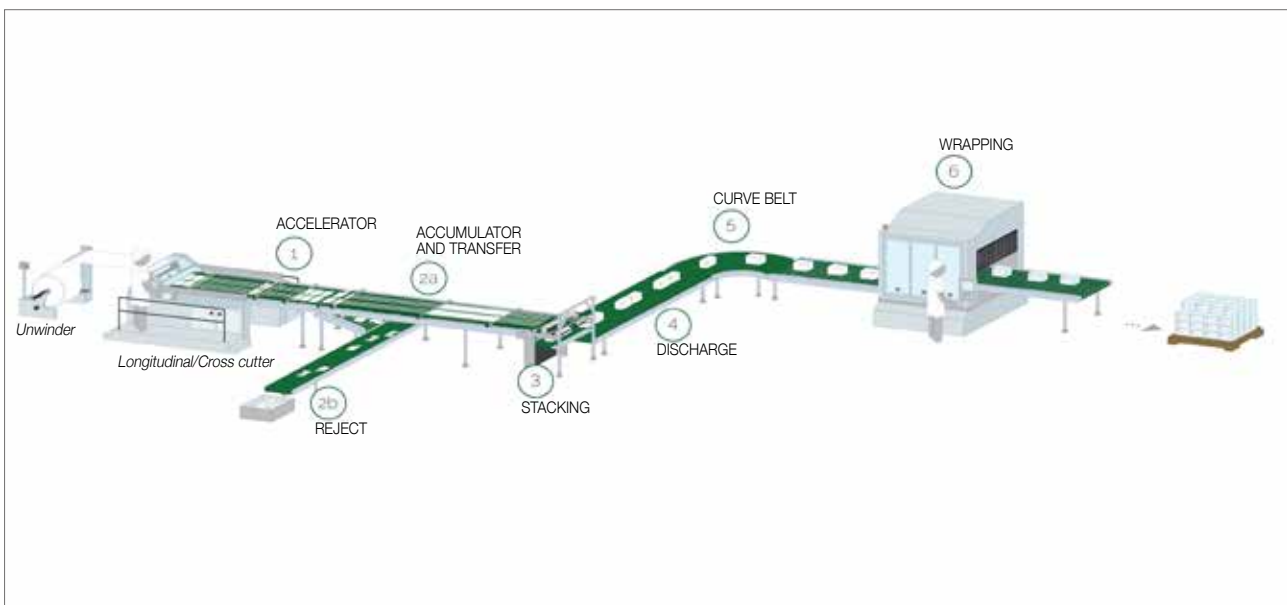 WRAPPING
6
CURVE BELT
5
ACCELERATOR
1
ACCUMULATOR
AND TRANSFER
2a
Unwinder
Longitudinal/Cross cutter
4
DISCHARGE
3
STACKING
2b
REJECT